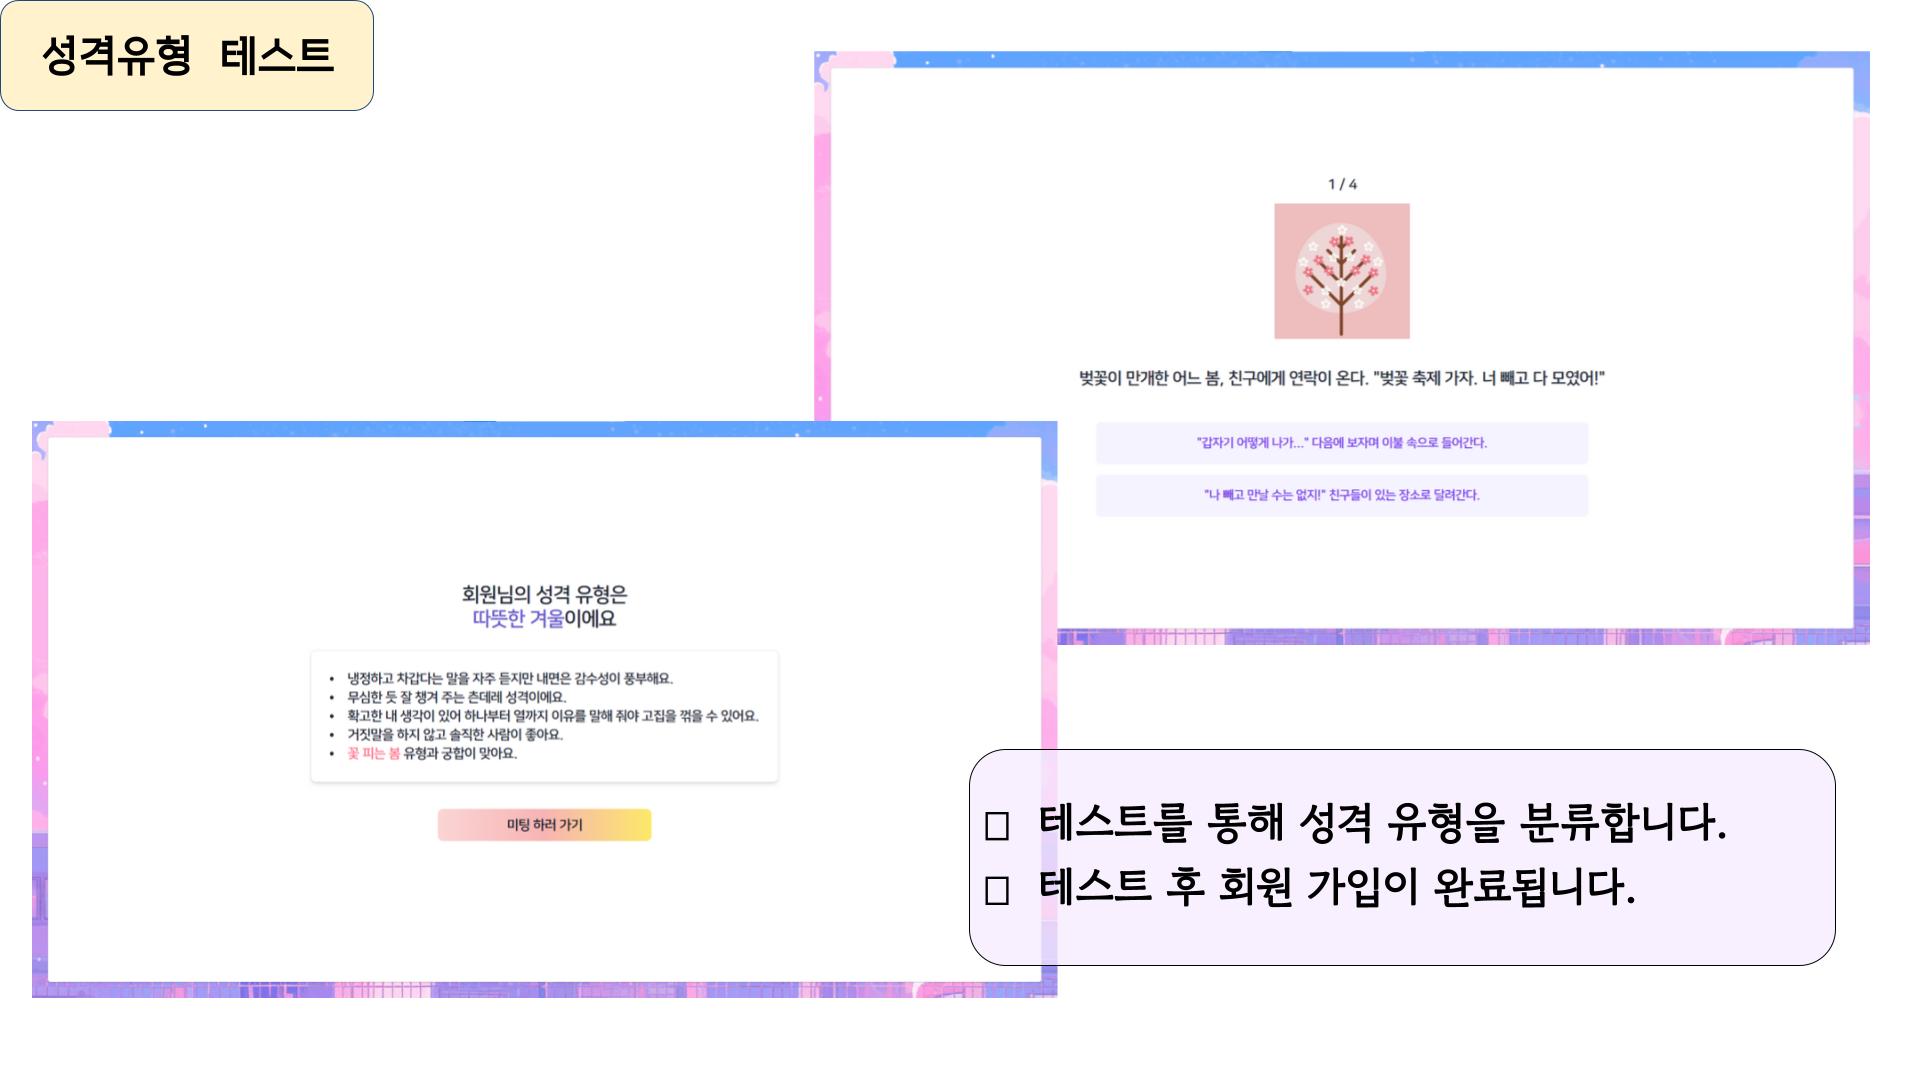 성격유형 테스트
1 / 4
벚꽃이 만개한 어느 봄, 친구에게 연락이 온다. "벚꽃 축제 가자. 너 빼고 다 모였어!"
"갑자기 어떻게 나가..." 다음에 보자며 이불 속으로 들어간다.
"나 빼고 만날 수는 없지!" 친구들이 있는 장소로 달려간다.
회원님의 성격 유형은
따뜻한 겨울이에요
• 냉정하고 차갑다는 말을 자주 듣지만 내면은 감수성이 풍부해요.
• 무심한 듯 잘 챙겨 주는 츤데레 성격이에요.
• 확고한 내 생각이 있어 하나부터 열까지 이유를 말해 줘야 고집을 꺾을 수 있어요.
• 거짓말을 하지 않고 솔직한 사람이 좋아요.
• 꽃 피는 봄 유형과 궁합이 맞아요.
미팅 하러 가기
테스트를 통해 성격 유형을 분류합니다.
테스트 후 회원 가입이 완료됩니다.